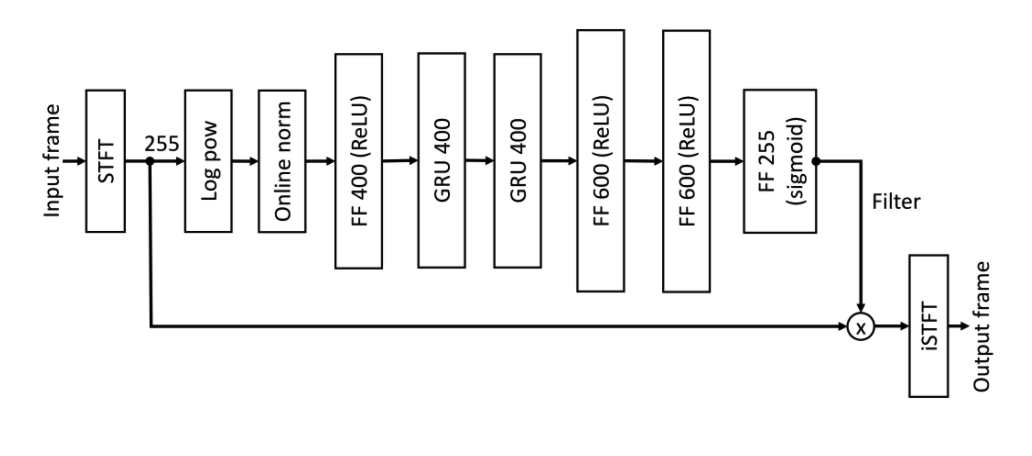 Input frame
STFT
255
Log pow
Online norm
FF 400 (ReLU)
GRU 400
GRU 400
FF 600 (ReLU)
FF 600 (ReLU)
FF 255
(sigmoid)
Filter
x
iSTFT
Output frame